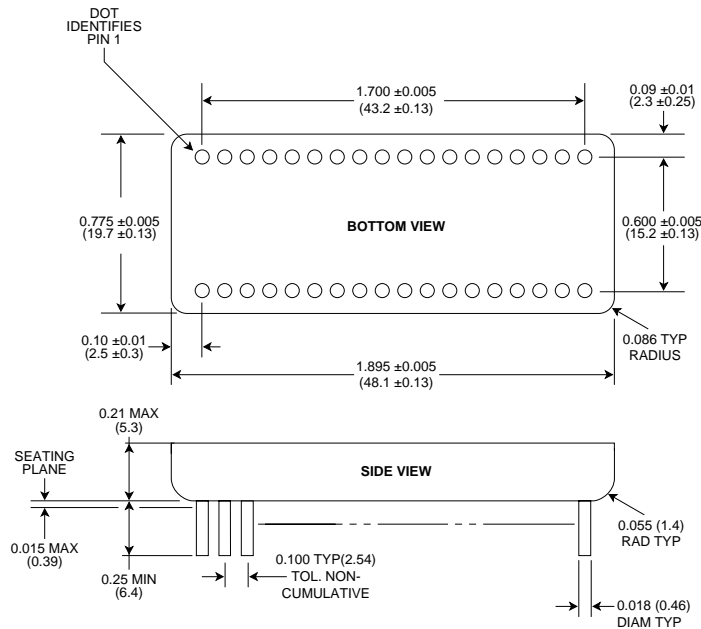 DOT
IDENTIFIES
PIN 1
1.700 ±0.005
(43.2 ±0.13)
0.09 ±0.01
(2.3 ±0.25)
0.775 ±0.005
(19.7 ±0.13)
BOTTOM VIEW
0.600 ±0.005
(15.2 ±0.13)
0.10 ±0.01
(2.5 ±0.3)
0.086 TYP
RADIUS
1.895 ±0.005
(48.1 ±0.13)
0.21 MAX
(5.3)
SEATING
PLANE
SIDE VIEW
0.015 MAX
(0.39)
0.25 MIN
(6.4)
0.100 TYP(2.54)
TOL. NON-
CUMULATIVE
0.055 (1.4)
RAD TYP
0.018 (0.46)
DIAM TYP